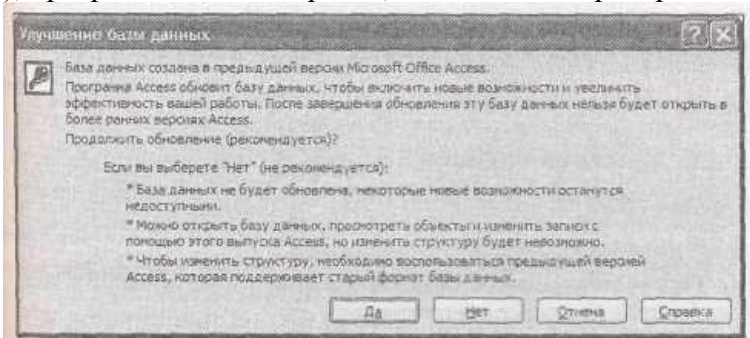 Улучшение базы данных
База данных создана в предыдущей версии Microsoft Office Access.
Программа Access обновит базу данных, чтобы включить новые возможности и увеличить
эффективность вашей работы. После завершения обновления эту базу данных нельзя будет открыть в
более ранних версиях Access.
Продолжить обновление (рекомендуется)?
Если вы выберете "Нет" (не рекомендуется):
* База данных не будет обновлена, некоторые новые возможности останутся
недоступными.
* Можно открыть базу данных, просмотреть объекты и изменить записи с
помощью этого выпуска Access, но изменить структуру будет невозможно.
* Чтобы изменить структуру, необходимо воспользоваться предыдущей версией
Access, которая поддерживает старый формат базы данных.
Да Нет Отмена Справка